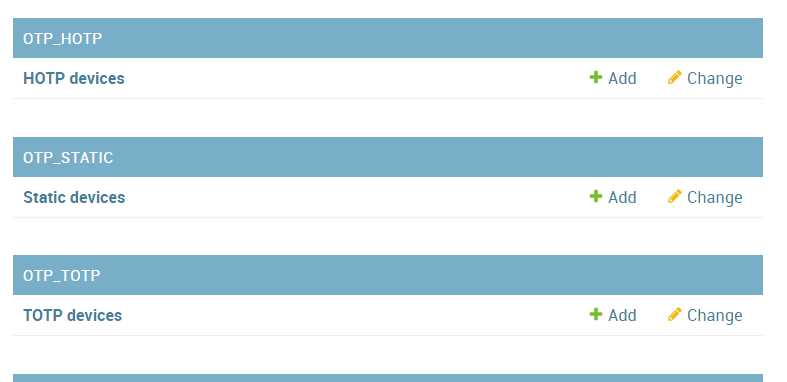 OTP_HOTP
HOTP devices Add Change
OTP_STATIC
Static devices Add Change
OTP_TOTP
TOTP devices Add Change